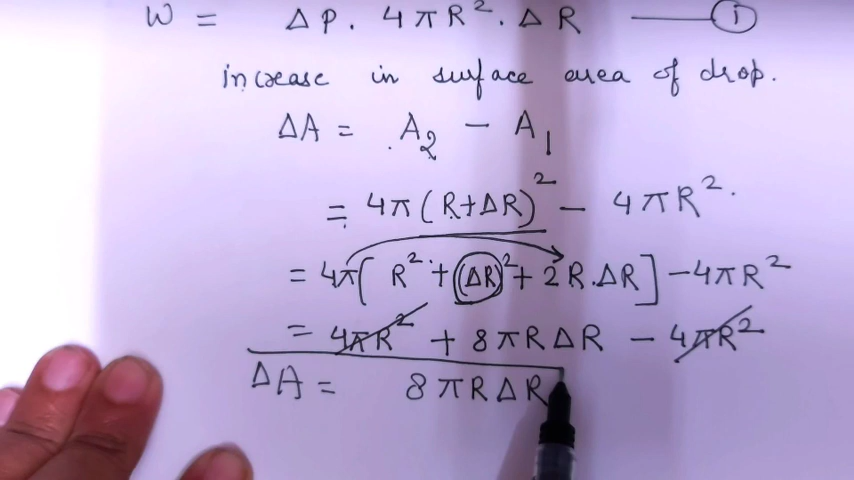 W = ΔP. 4πR². ΔR —— (i)
increase in surface area of drop.
ΔA = A₂ - A₁
= 4π(R+ΔR)² - 4πR².
= 4π[R² + (ΔR)² + 2R.ΔR] - 4πR²
= 4πR² + 8πRΔR - 4πR²
ΔA = 8πRΔR